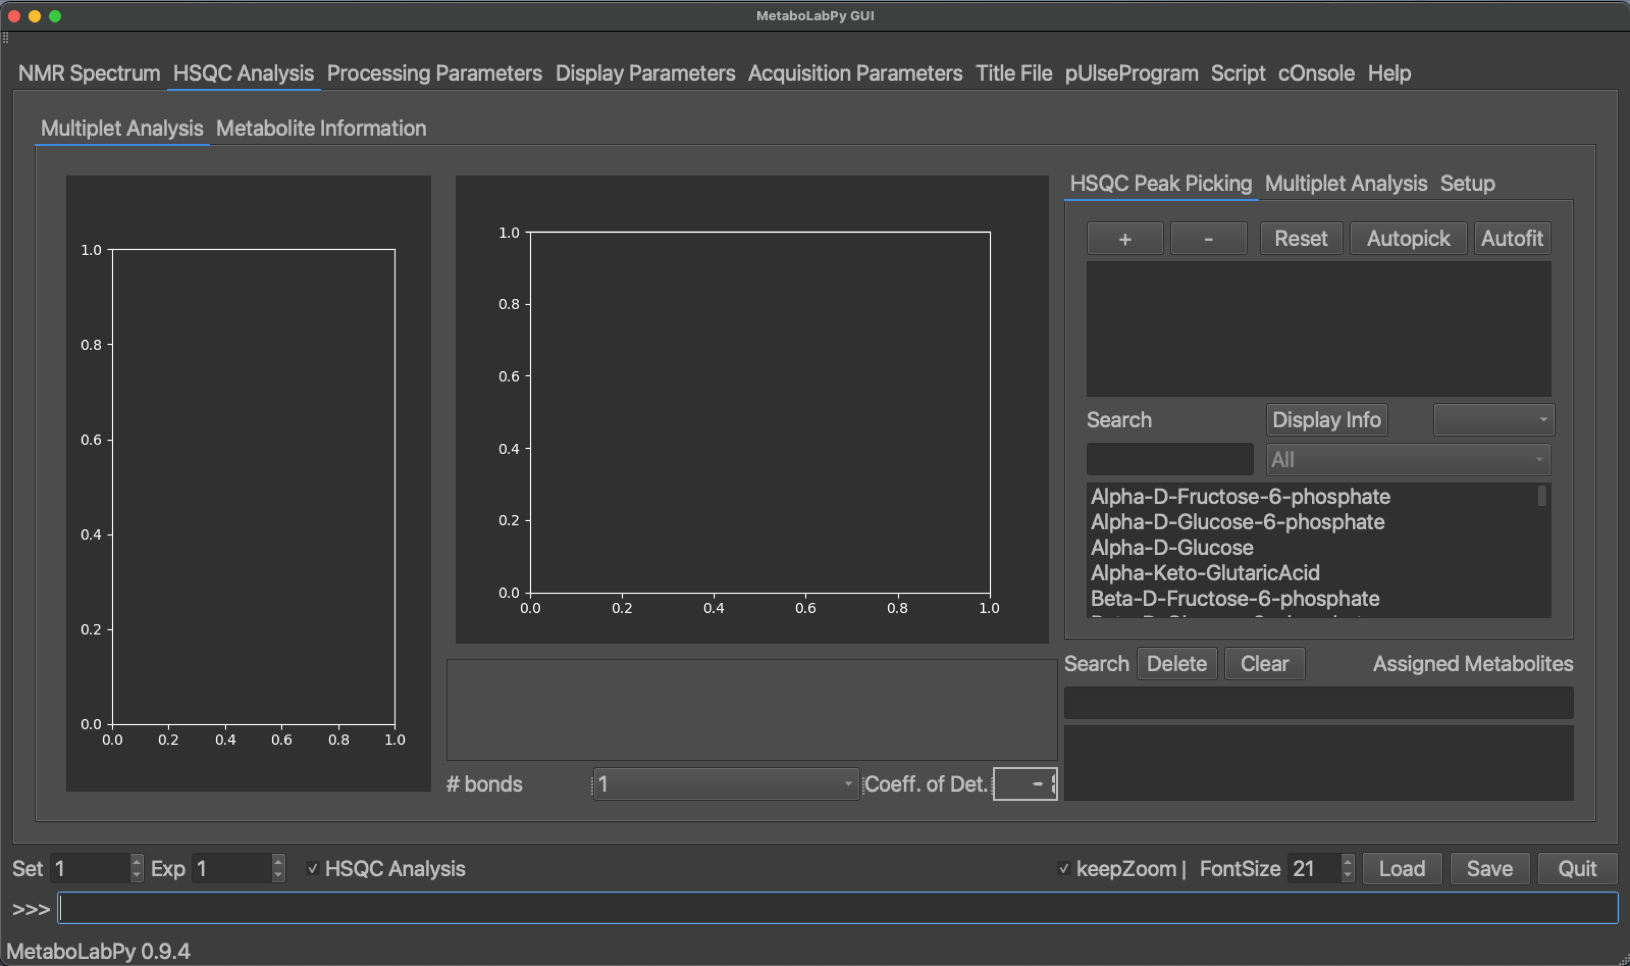 MetaboLabPy GUI
NMR Spectrum HSQC Analysis Processing Parameters Display Parameters Acquisition Parameters Title File pUlseProgram Script cOnsole Help
Multiplet Analysis Metabolite Information
1.0
0.8
0.6
0.4
0.2
0.0
0.0 0.2 0.4 0.6 0.8 1.0
1.0
0.8
0.6
0.4
0.2
0.0
0.0 0.2 0.4 0.6 0.8 1.0
# bonds 1 Coeff. of Det. -
HSQC Peak Picking Multiplet Analysis Setup
+ - Reset Autopick Autofit
Search Display Info
All
Alpha-D-Fructose-6-phosphate
Alpha-D-Glucose-6-phosphate
Alpha-D-Glucose
Alpha-Keto-GlutaricAcid
Beta-D-Fructose-6-phosphate
Search Delete Clear Assigned Metabolites
Set 1 Exp 1 HSQC Analysis keepZoom | FontSize 21 Load Save Quit
>>>
MetaboLabPy 0.9.4